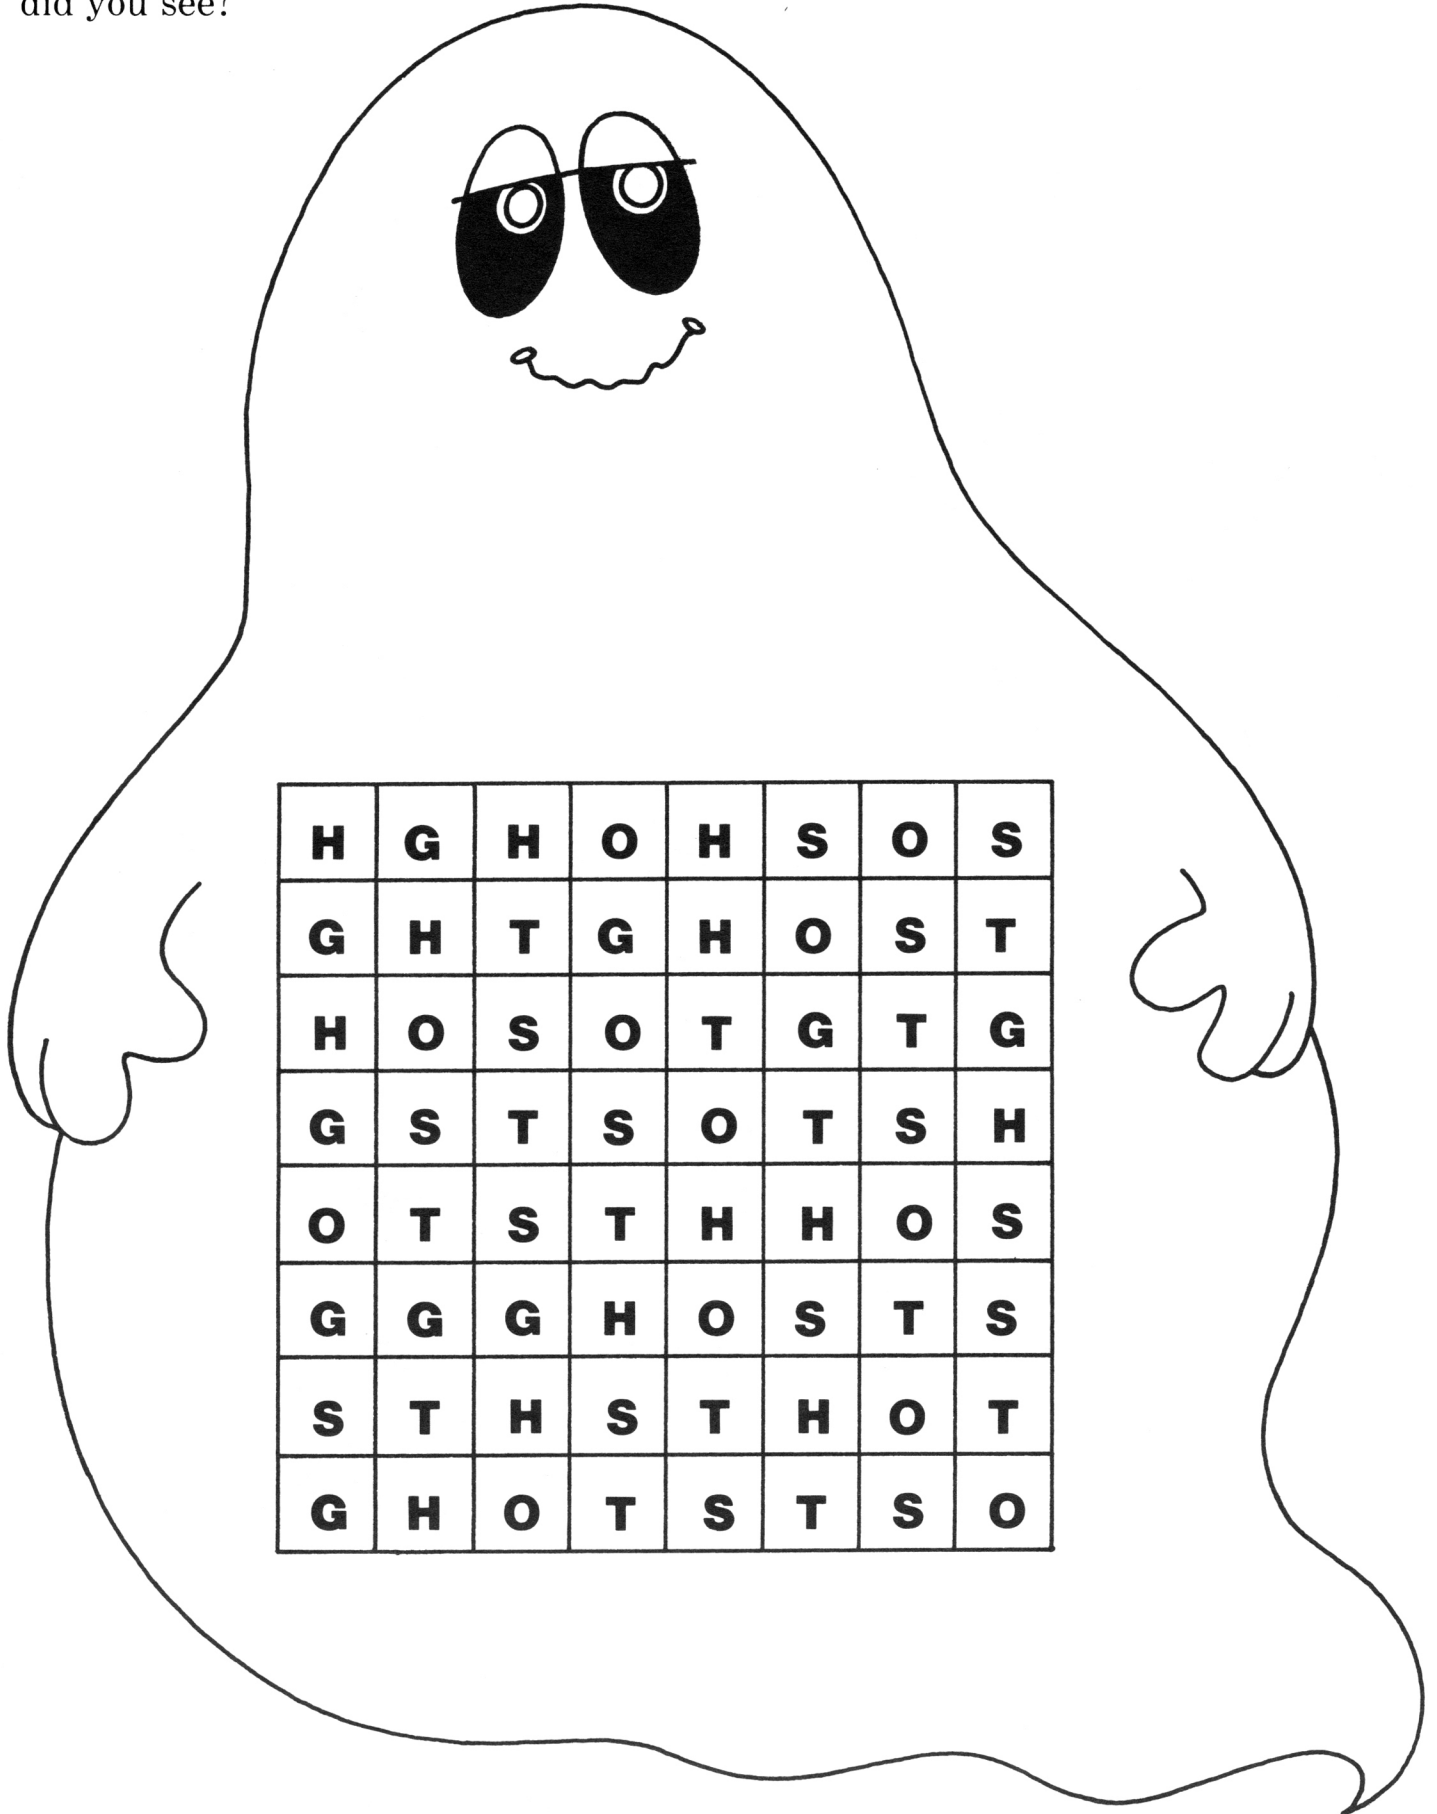 did you see?
H G H O H S O S
G H T G H O S T
H O S O T G T G
G S T S O T S H
O T S T H H O S
G G G H O S T S
S T H S T H O T
G H O T S T S O